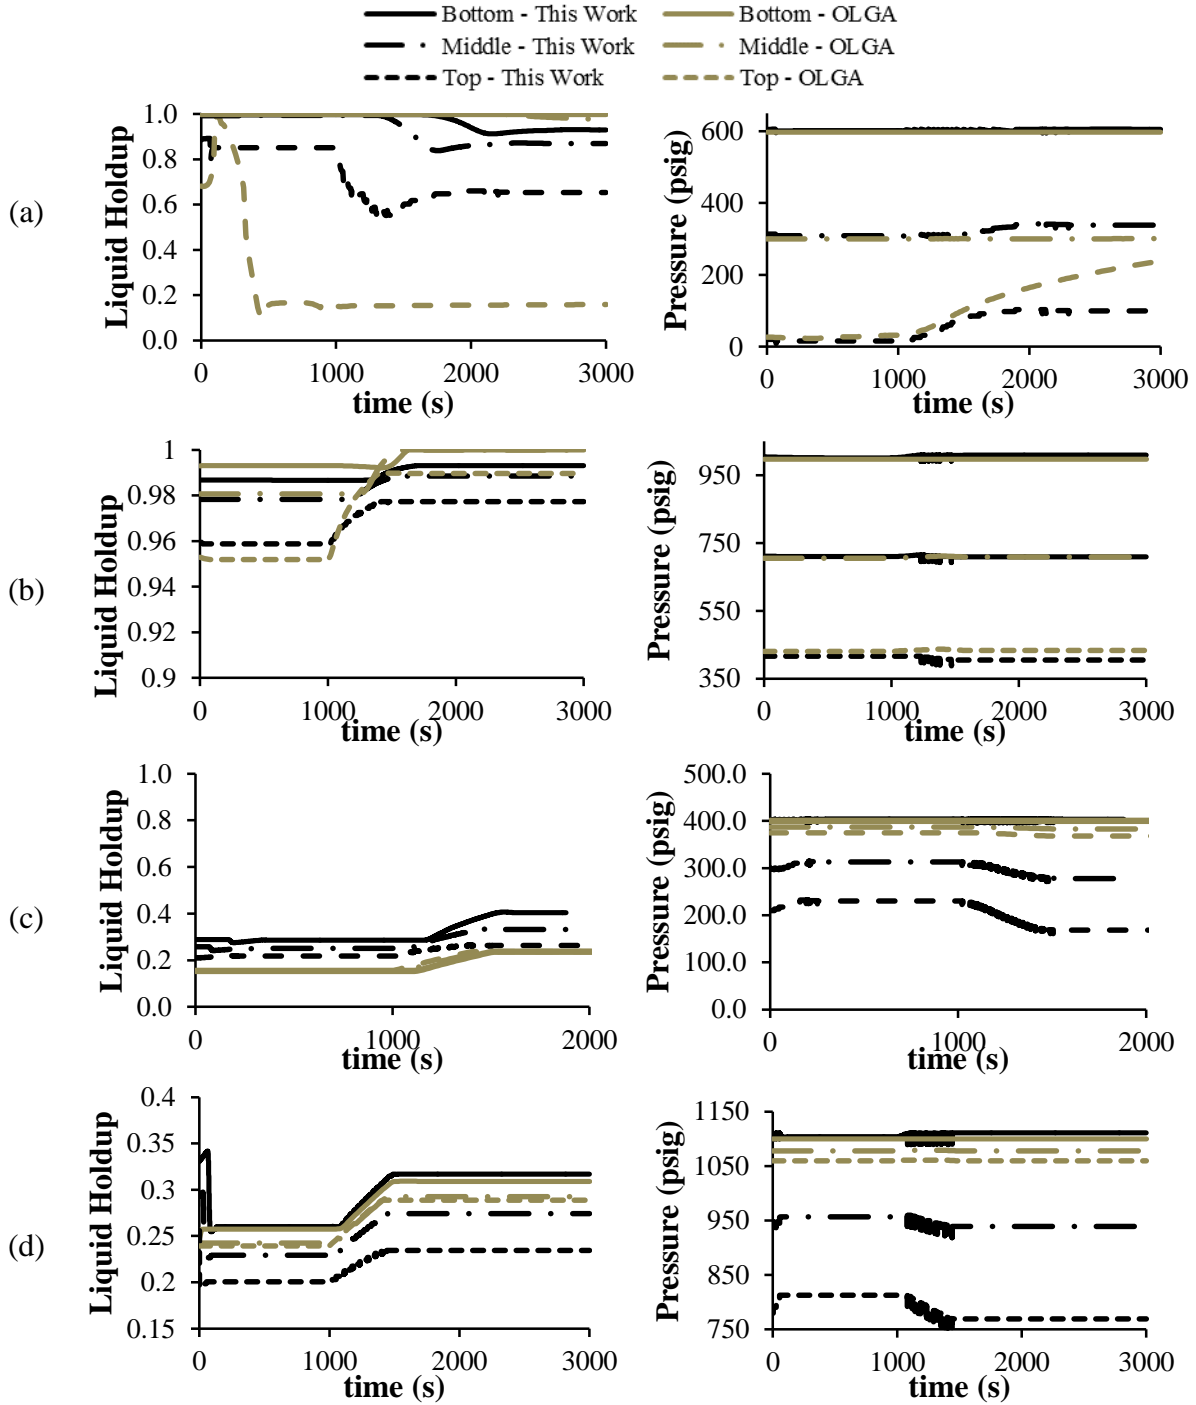 Bottom - This Work Bottom - OLGA
Middle - This Work Middle - OLGA
Top - This Work Top - OLGA
(a)
Liquid Holdup
1.0
0.8
0.6
0.4
0.2
0.0
0 1000 2000 3000
time (s)
Pressure (psig)
600
400
200
0
0 1000 2000 3000
time (s)
(b)
Liquid Holdup
1
0.98
0.96
0.94
0.92
0.9
0 1000 2000 3000
time (s)
Pressure (psig)
950
750
550
350
0 1000 2000 3000
time (s)
(c)
Liquid Holdup
1.0
0.8
0.6
0.4
0.2
0.0
0 1000 2000
time (s)
Pressure (psig)
500.0
400.0
300.0
200.0
100.0
0.0
0 1000 2000
time (s)
(d)
Liquid Holdup
0.4
0.35
0.3
0.25
0.2
0.15
0 1000 2000 3000
time (s)
Pressure (psig)
1150
1050
950
850
750
0 1000 2000 3000
time (s)